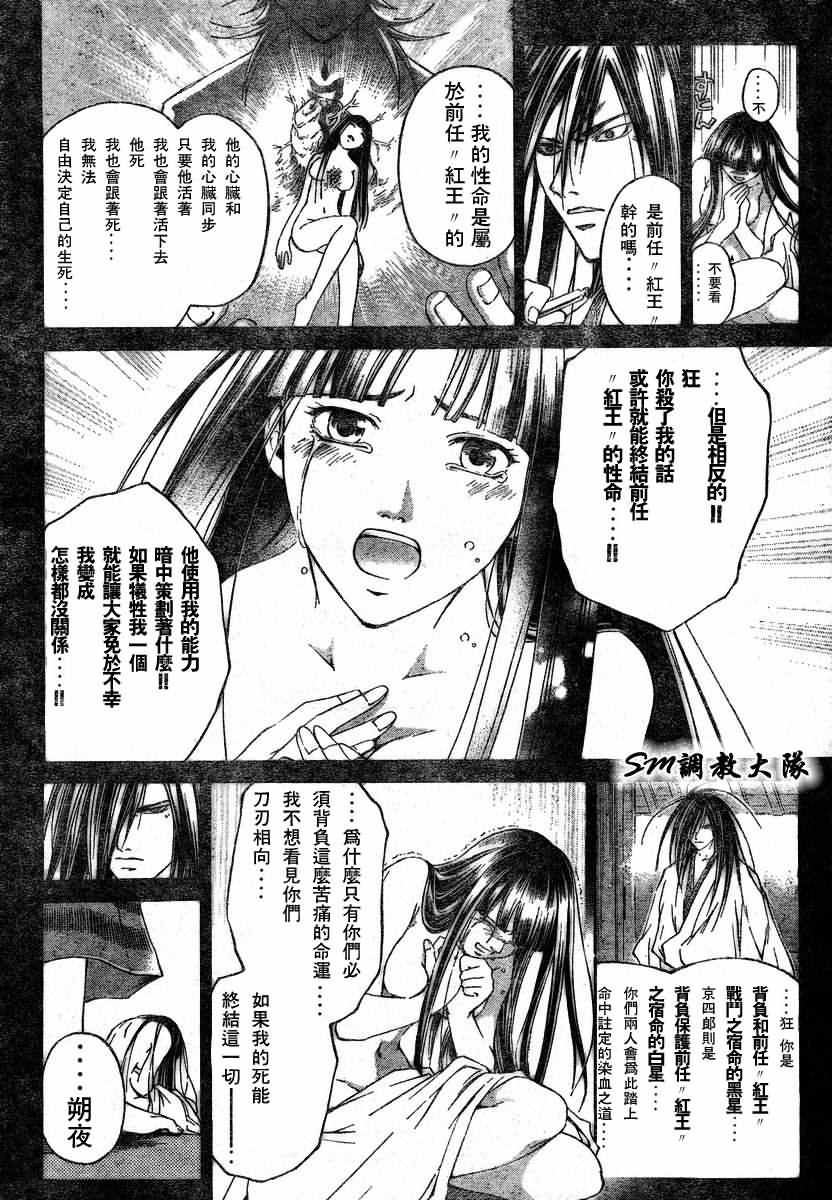 ....不
すとん
不要看
是前任"紅王"
幹的嗎....
....我的性命是屬
於前任"紅王"的
他的心臟和
我的心臟同步
只要他活著
我也會跟著活下去
他死
我也會跟著死....
我無法
自由決定自己的生死....
....但是相反的!!
狂
你殺了我的話
或許就能終結前任
"紅王"的性命....!!!
他使用我的能力
暗中策劃著什麼!!!
如果犧牲我一個
就能讓大家免於不幸
我變成
怎樣都沒關係....!!!
SM調教大隊
....狂 你是
背負和前任"紅王"
戰鬥之宿命的黑星
京四郎則是
背負保護前任"紅王"
之宿命的白星
你們兩人會為此踏上
命中註定的染血之道....
....為什麼只有你們必
須背負這麼苦痛的命運....
我不想看見你們
刀刃相向....
如果我的死能
終結這一切——
....朔夜